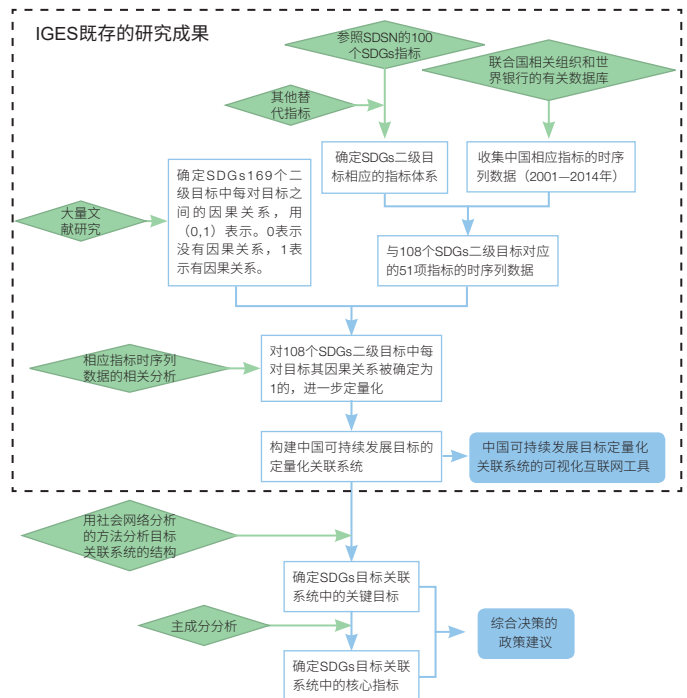 IGES既存的研究成果
参照SDSN的100
个SDGs指标
联合国相关组织和世
界银行的有关数据库
其他替
代指标
确定SDGs二级目
标相应的指标体系
收集中国相应指标的时序
列数据（2001—2014年）
确定SDGs169个二
级目标中每对目标之
间的因果关系，用
（0,1）表示。0表示
没有因果关系，1表
示有因果关系。
大量文
献研究
与108个SDGs二级目标对应
的51项指标的时序列数据
相应指标时序列
数据的相关分析
对108个SDGs二级目标中每
对目标其因果关系被确定为
1的，进一步定量化
构建中国可持续发展目标的
定量化关联系统
中国可持续发展目标定量化
关联系统的可视化互联网工具
用社会网络分析
的方法分析目标
关联系统的结构
确定SDGs目标关联
系统中的关键目标
主成分分析
综合决策的
政策建议
确定SDGs目标关联
系统中的核心指标